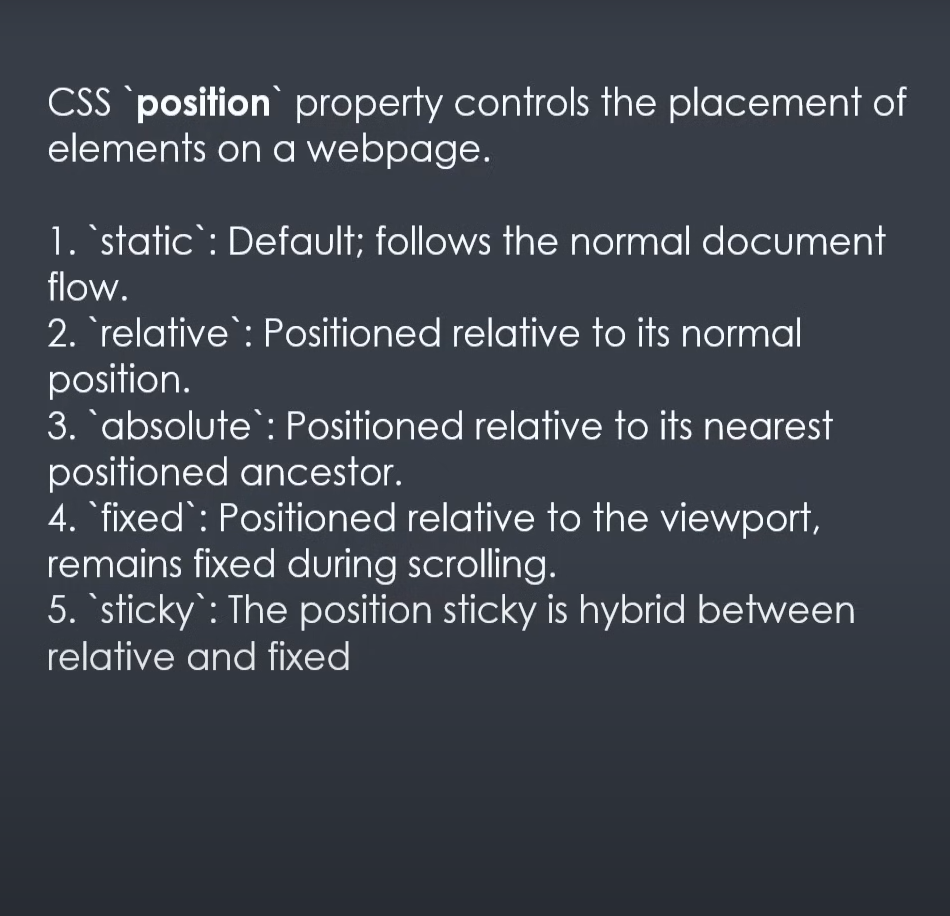 CSS `position` property controls the placement of
elements on a webpage.
1. `static`: Default; follows the normal document
flow.
2. `relative`: Positioned relative to its normal
position.
3. `absolute`: Positioned relative to its nearest
positioned ancestor.
4. `fixed`: Positioned relative to the viewport,
remains fixed during scrolling.
5. `sticky`: The position sticky is hybrid between
relative and fixed